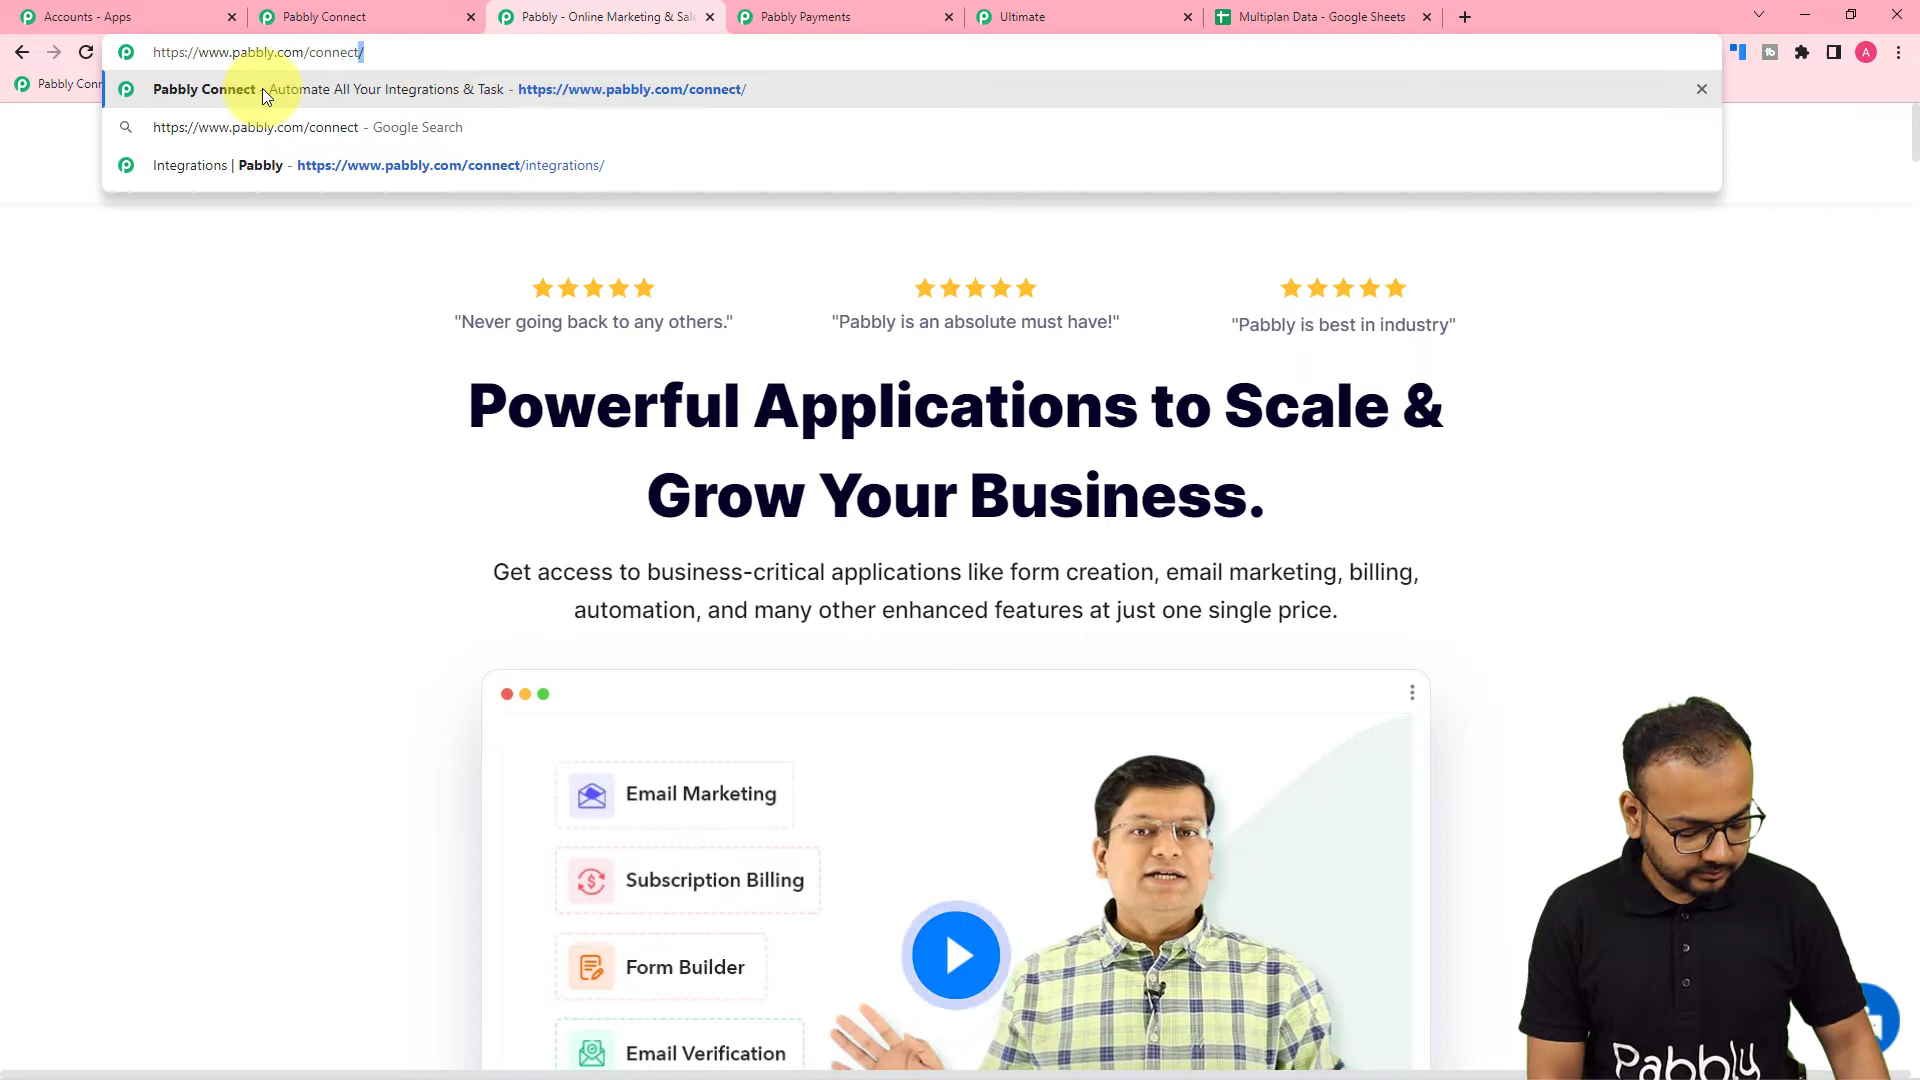 Accounts - Apps
Pabbly Connect
Pabbly - Online Marketing & Sal
Pabbly Payments
Ultimate
Multiplan Data - Google Sheets
https://www.pabbly.com/connect/
A
Pabbly Conn
Pabbly Connect - Automate All Your Integrations & Task - https://www.pabbly.com/connect/
https://www.pabbly.com/connect - Google Search
Integrations | Pabbly - https://www.pabbly.com/connect/integrations/
"Never going back to any others."
"Pabbly is an absolute must have!"
"Pabbly is best in industry"
Powerful Applications to Scale &
Grow Your Business.
Get access to business-critical applications like form creation, email marketing, billing,
automation, and many other enhanced features at just one single price.
Email Marketing
Subscription Billing
Form Builder
Email Verification
Pabbly